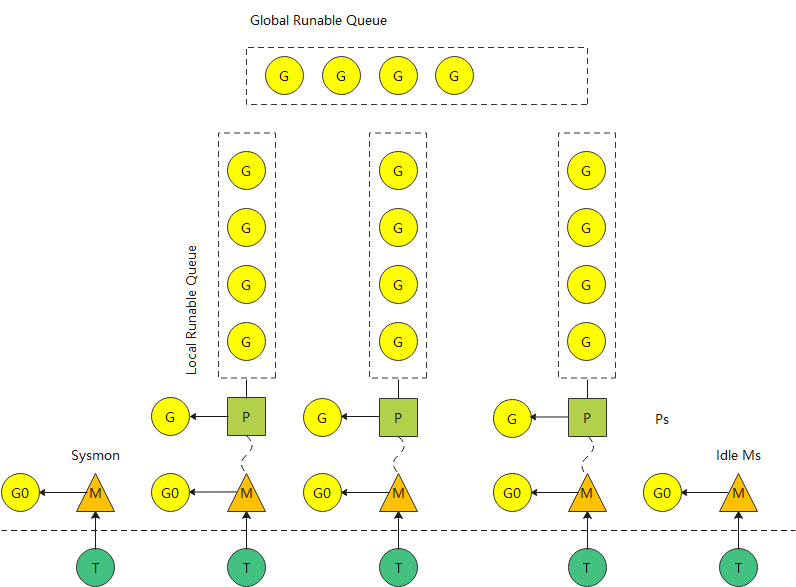 Global Runable Queue
G G G G
G G G
G G G
G G G
G G G
Local Runable Queue
G P G P G P Ps
Sysmon Idle Ms
G0 M G0 M G0 M G0 M G0 M
T T T T T